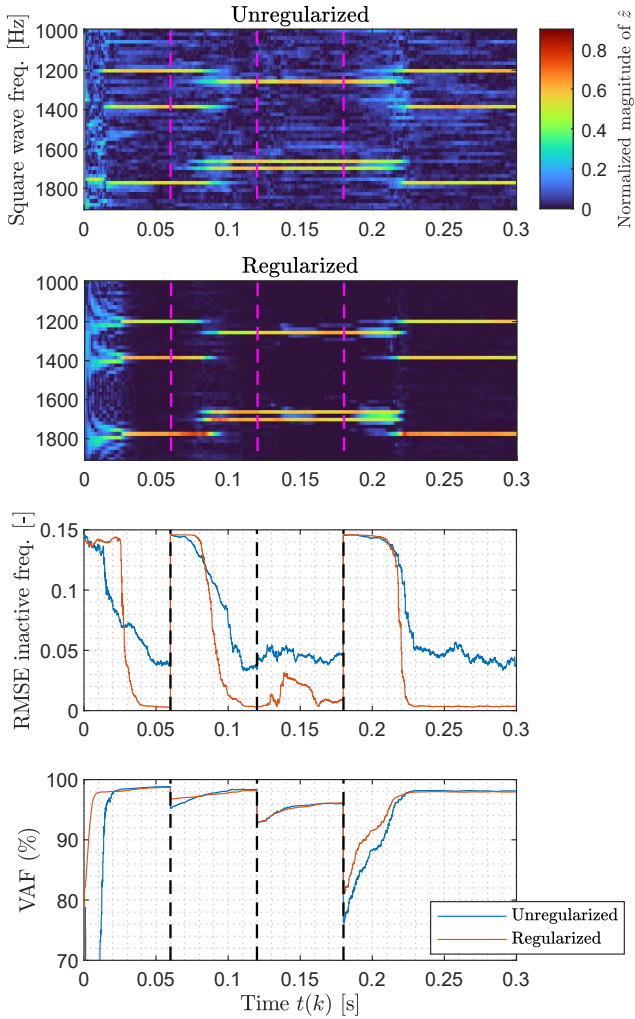 Unregularized
Square wave freq. [Hz]
1000
1200
1400
1600
1800
0 0.05 0.1 0.15 0.2 0.25 0.3
0.8
0.6
0.4
0.2
0
Normalized magnitude of ẑ
Regularized
1000
1200
1400
1600
1800
0 0.05 0.1 0.15 0.2 0.25 0.3
RMSE inactive freq. [-]
0.15
0.1
0.05
0
0 0.05 0.1 0.15 0.2 0.25 0.3
VAF (%)
100
90
80
70
Unregularized
Regularized
0 0.05 0.1 0.15 0.2 0.25 0.3
Time t(k) [s]